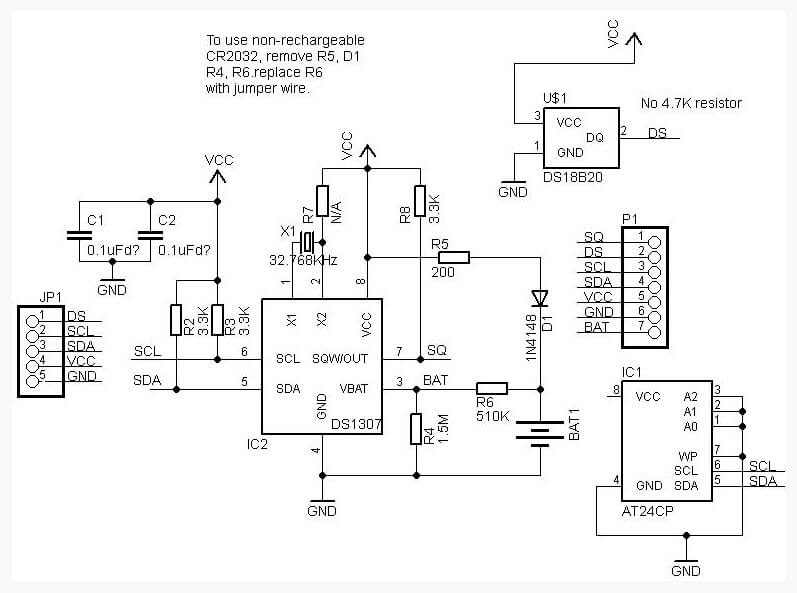 To use non-rechargeable
CR2032, remove R5, D1
R4, R6.replace R6
with jumper wire.
VCC
U$1
No 4.7K resistor
3
VCC
DQ
2
DS
1
GND
DS18B20
GND
VCC
C1
0.1uFd?
C2
0.1uFd?
GND
VCC
R7
N/A
R8
3.3K
X1
32.768KHz
1
2
8
R5
200
1N4148
D1
JP1
1
DS
2
SCL
3
SDA
4
VCC
5
GND
R2
3.3K
R3
3.3K
SCL
6
SDA
5
X1
X2
VCC
SCL
SQW/OUT
SDA
VBAT
GND
DS1307
IC2
7
SQ
3
BAT
4
R4
1.5M
R6
510K
BAT1
GND
P1
SQ
1
DS
2
SCL
3
SDA
4
VCC
5
GND
6
BAT
7
IC1
8
VCC
A2
3
A1
2
A0
1
WP
7
SCL
6
SCL
4
GND
SDA
5
SDA
AT24CP
GND